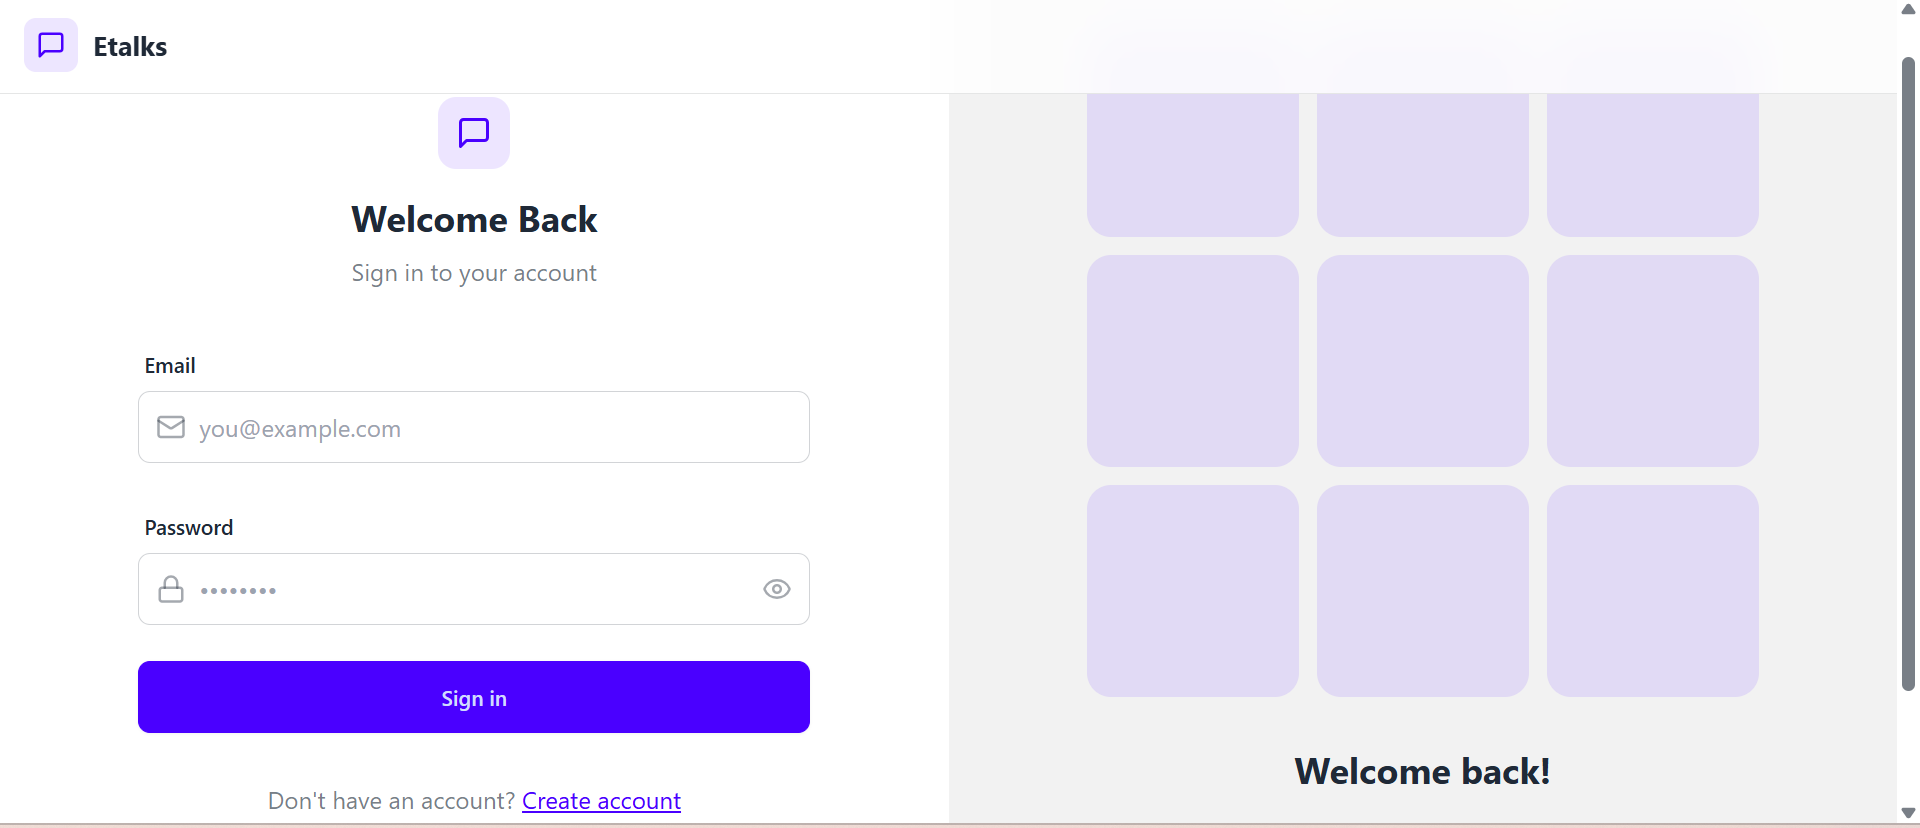 Etalks
Welcome Back
Sign in to your account
Email
you@example.com
Password
••••••••
Sign in
Don't have an account? Create account
Welcome back!